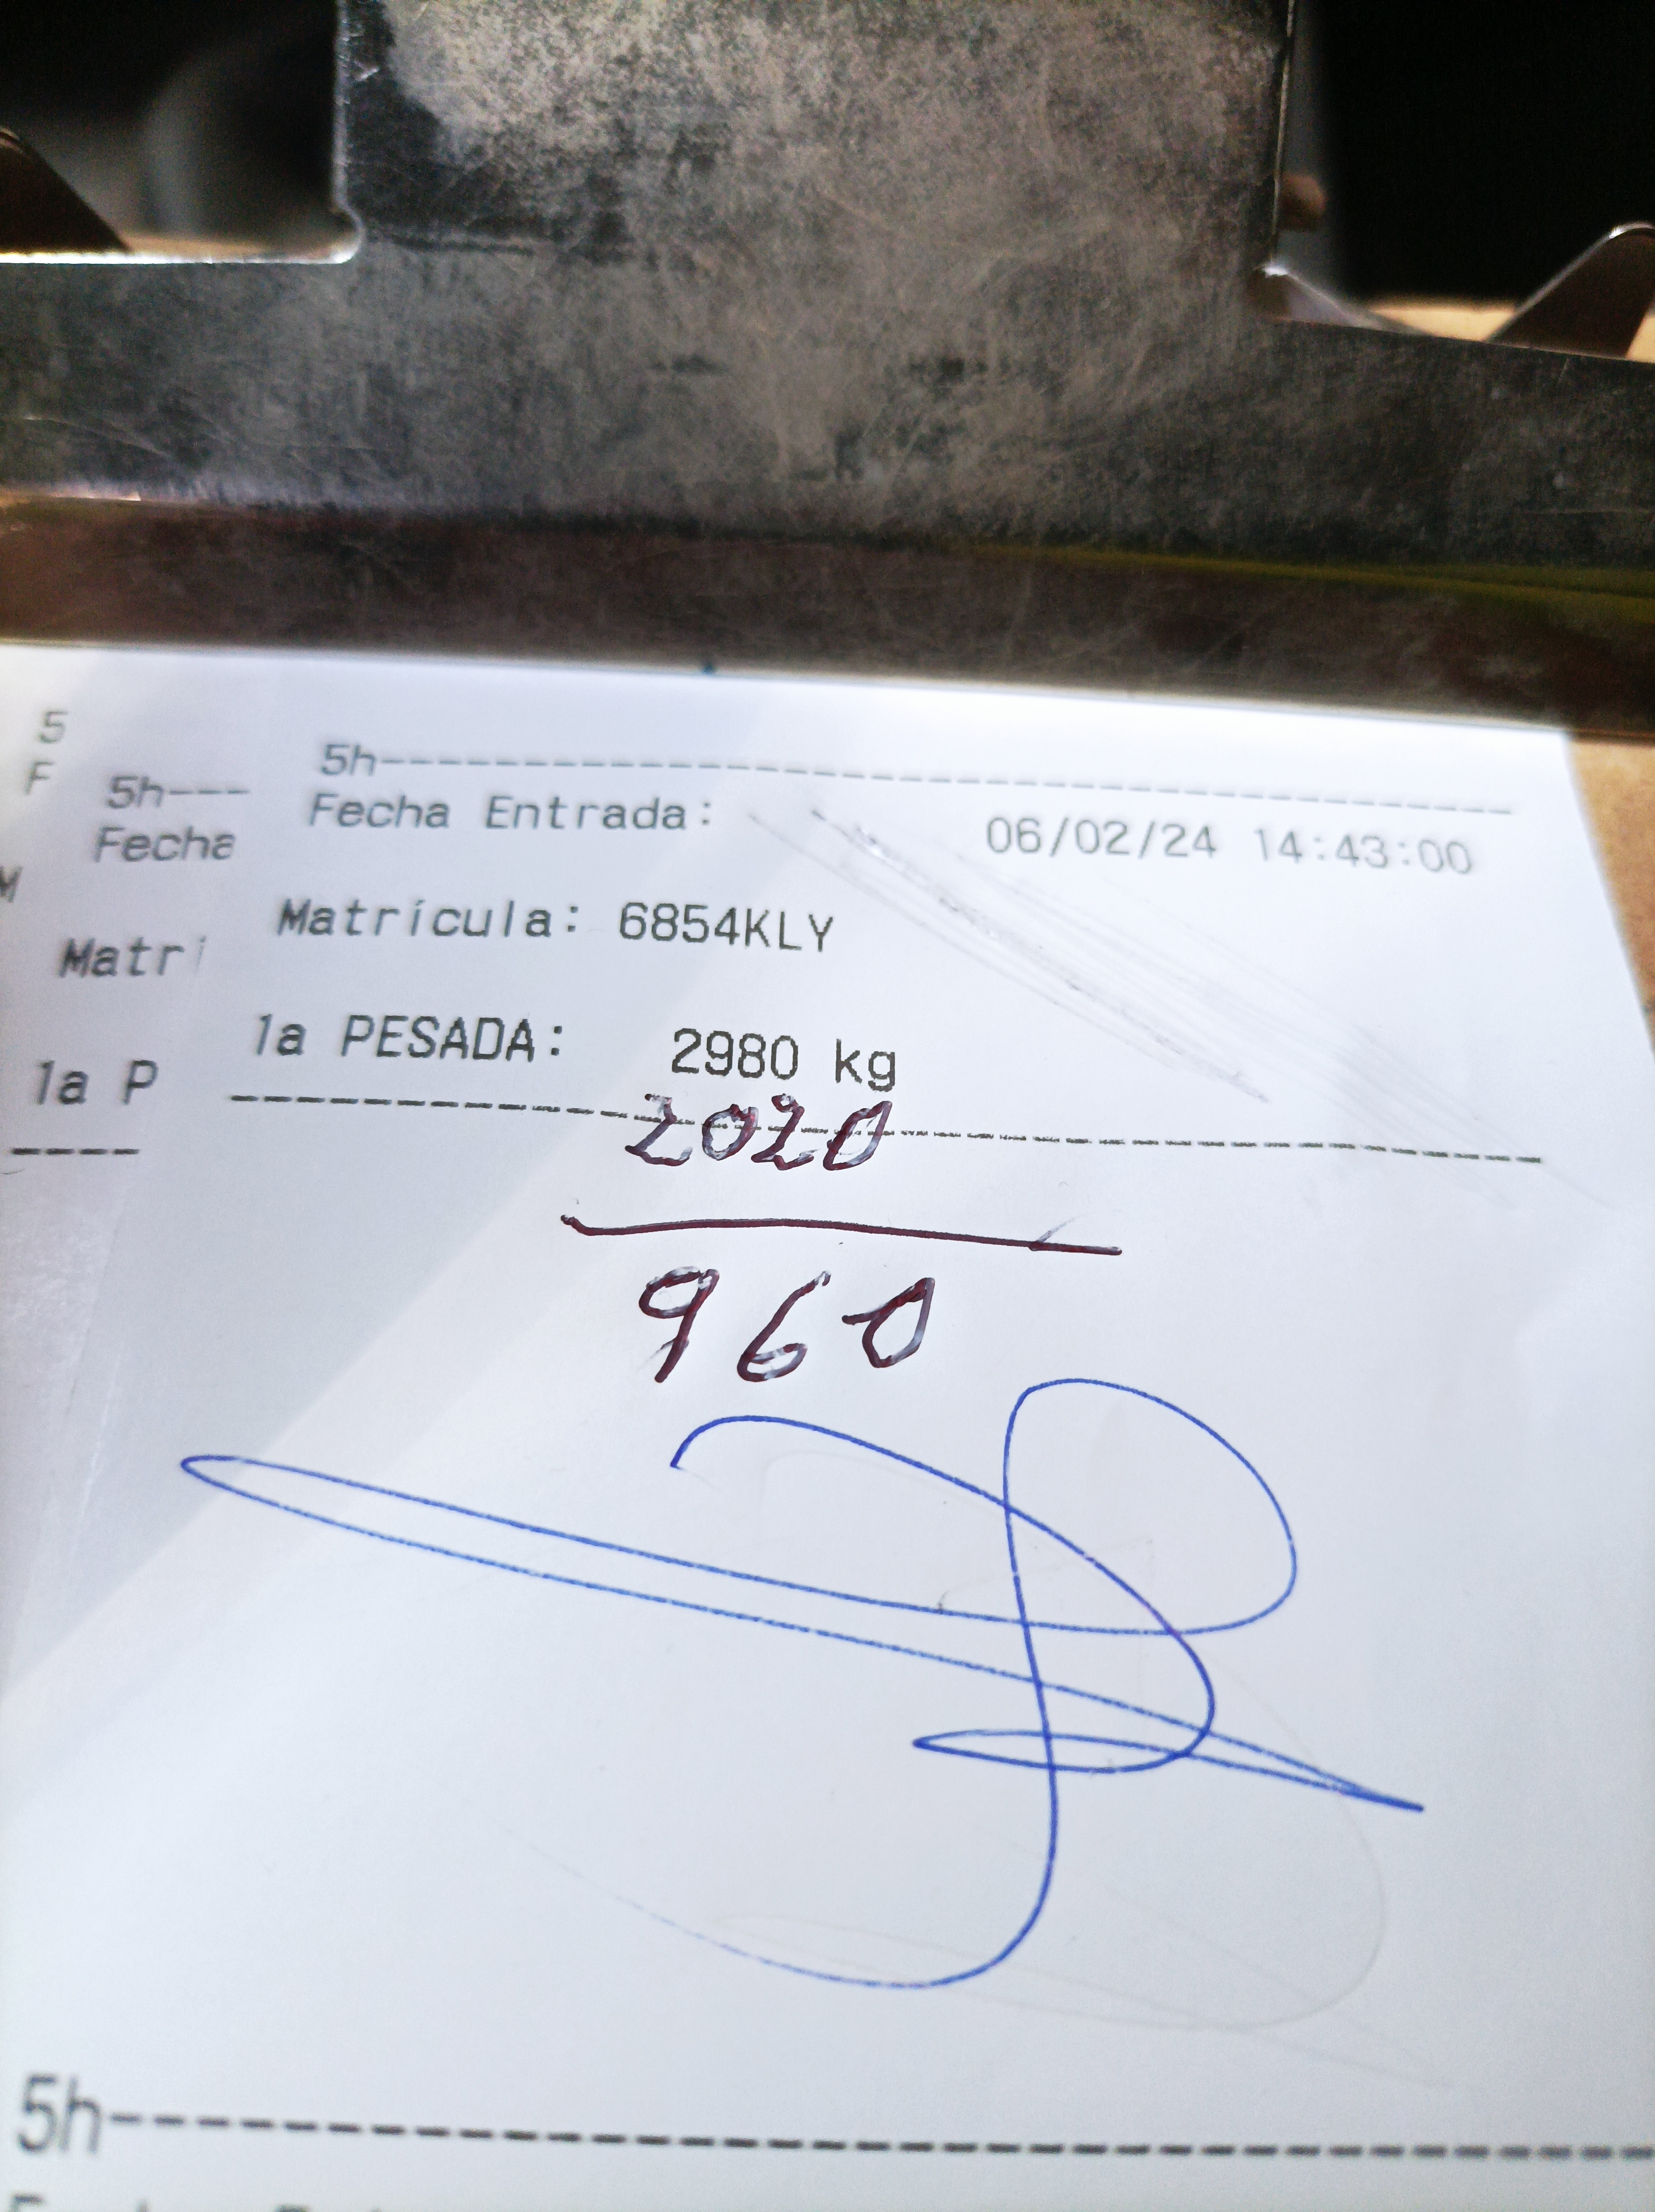 5h--------------------------------
Fecha Entrada: 06/02/24 14:43:00
Matrícula: 6854KLY
1a PESADA: 2980 kg
2020
960
5
F
M
5h---
Fecha
Matrí
1a P
----
5h--------------------------------